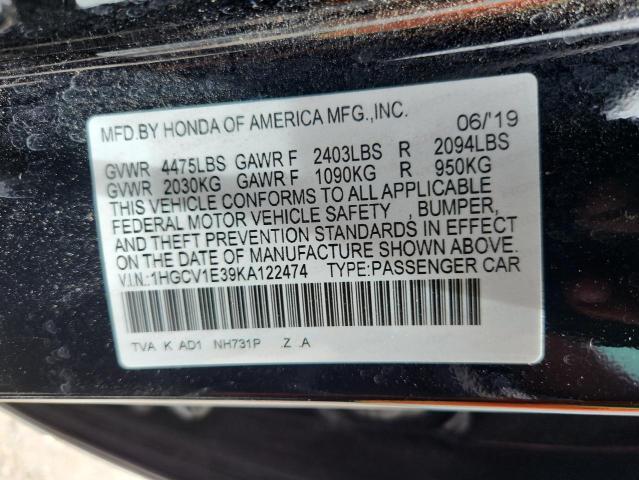 MFD.BY HONDA OF AMERICA MFG.,INC. 06/'19
GVWR 4475LBS GAWR F 2403LBS R 2094LBS
GVWR 2030KG GAWR F 1090KG R 950KG
THIS VEHICLE CONFORMS TO ALL APPLICABLE
FEDERAL MOTOR VEHICLE SAFETY , BUMPER,
AND THEFT PREVENTION STANDARDS IN EFFECT
ON THE DATE OF MANUFACTURE SHOWN ABOVE.
V.I.N.:1HGCV1E39KA122474 TYPE:PASSENGER CAR
TVA K AD1 NH731P .Z .A